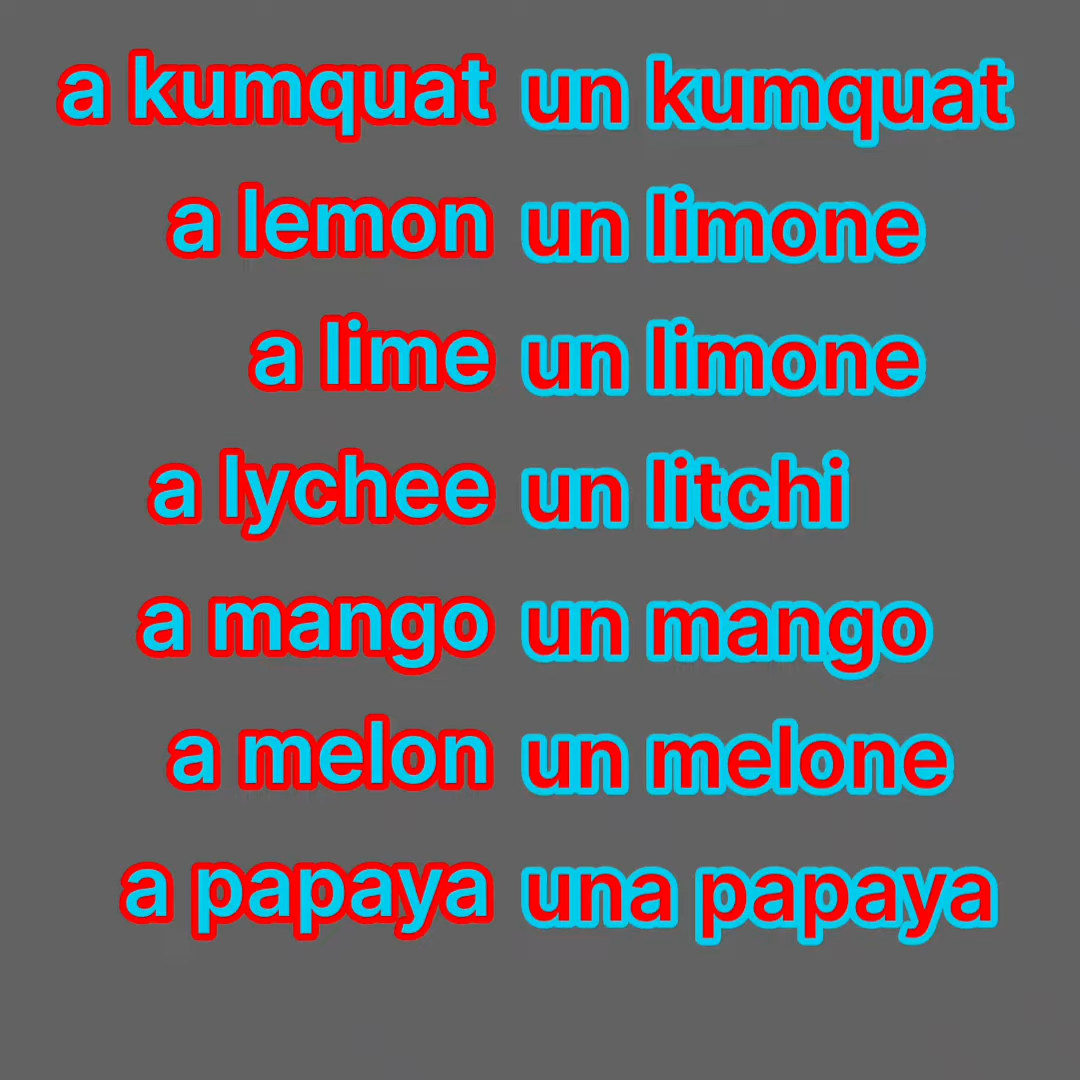 a kumquat un kumquat
a lemon un limone
a lime un limone
a lychee un litchi
a mango un mango
a melon un melone
a papaya una papaya